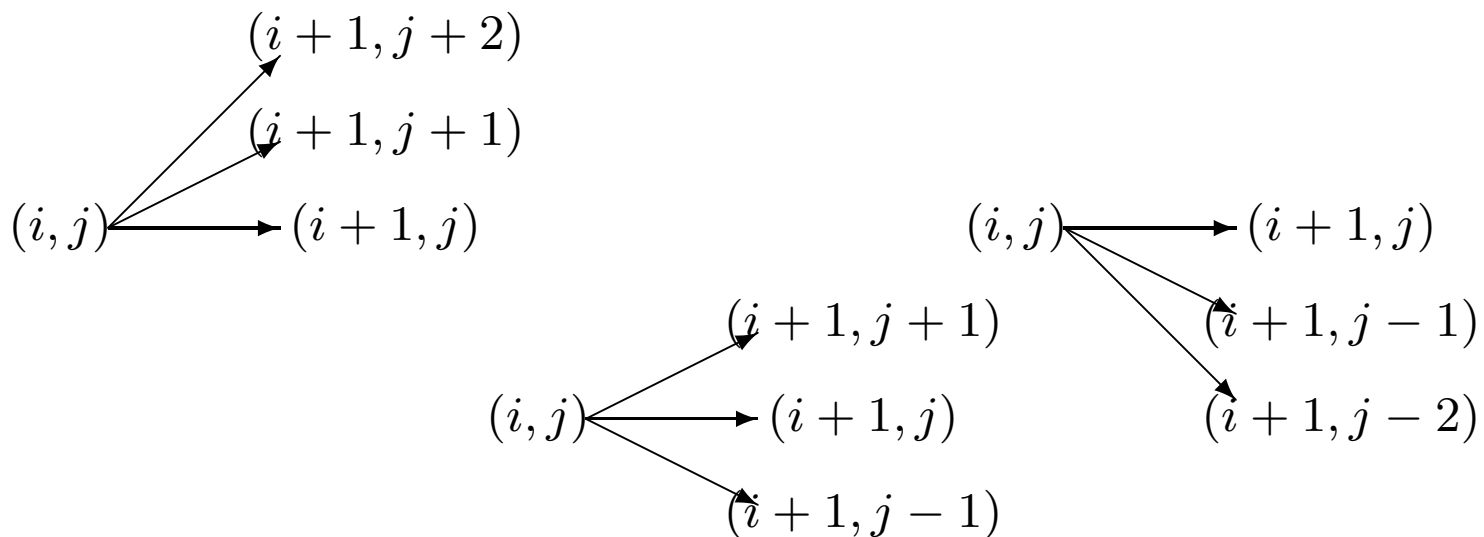 (i + 1, j + 2)
(i + 1, j + 1)
(i, j)
(i + 1, j)
(i + 1, j + 1)
(i, j)
(i + 1, j)
(i + 1, j − 1)
(i, j)
(i + 1, j)
(i + 1, j − 1)
(i + 1, j − 2)